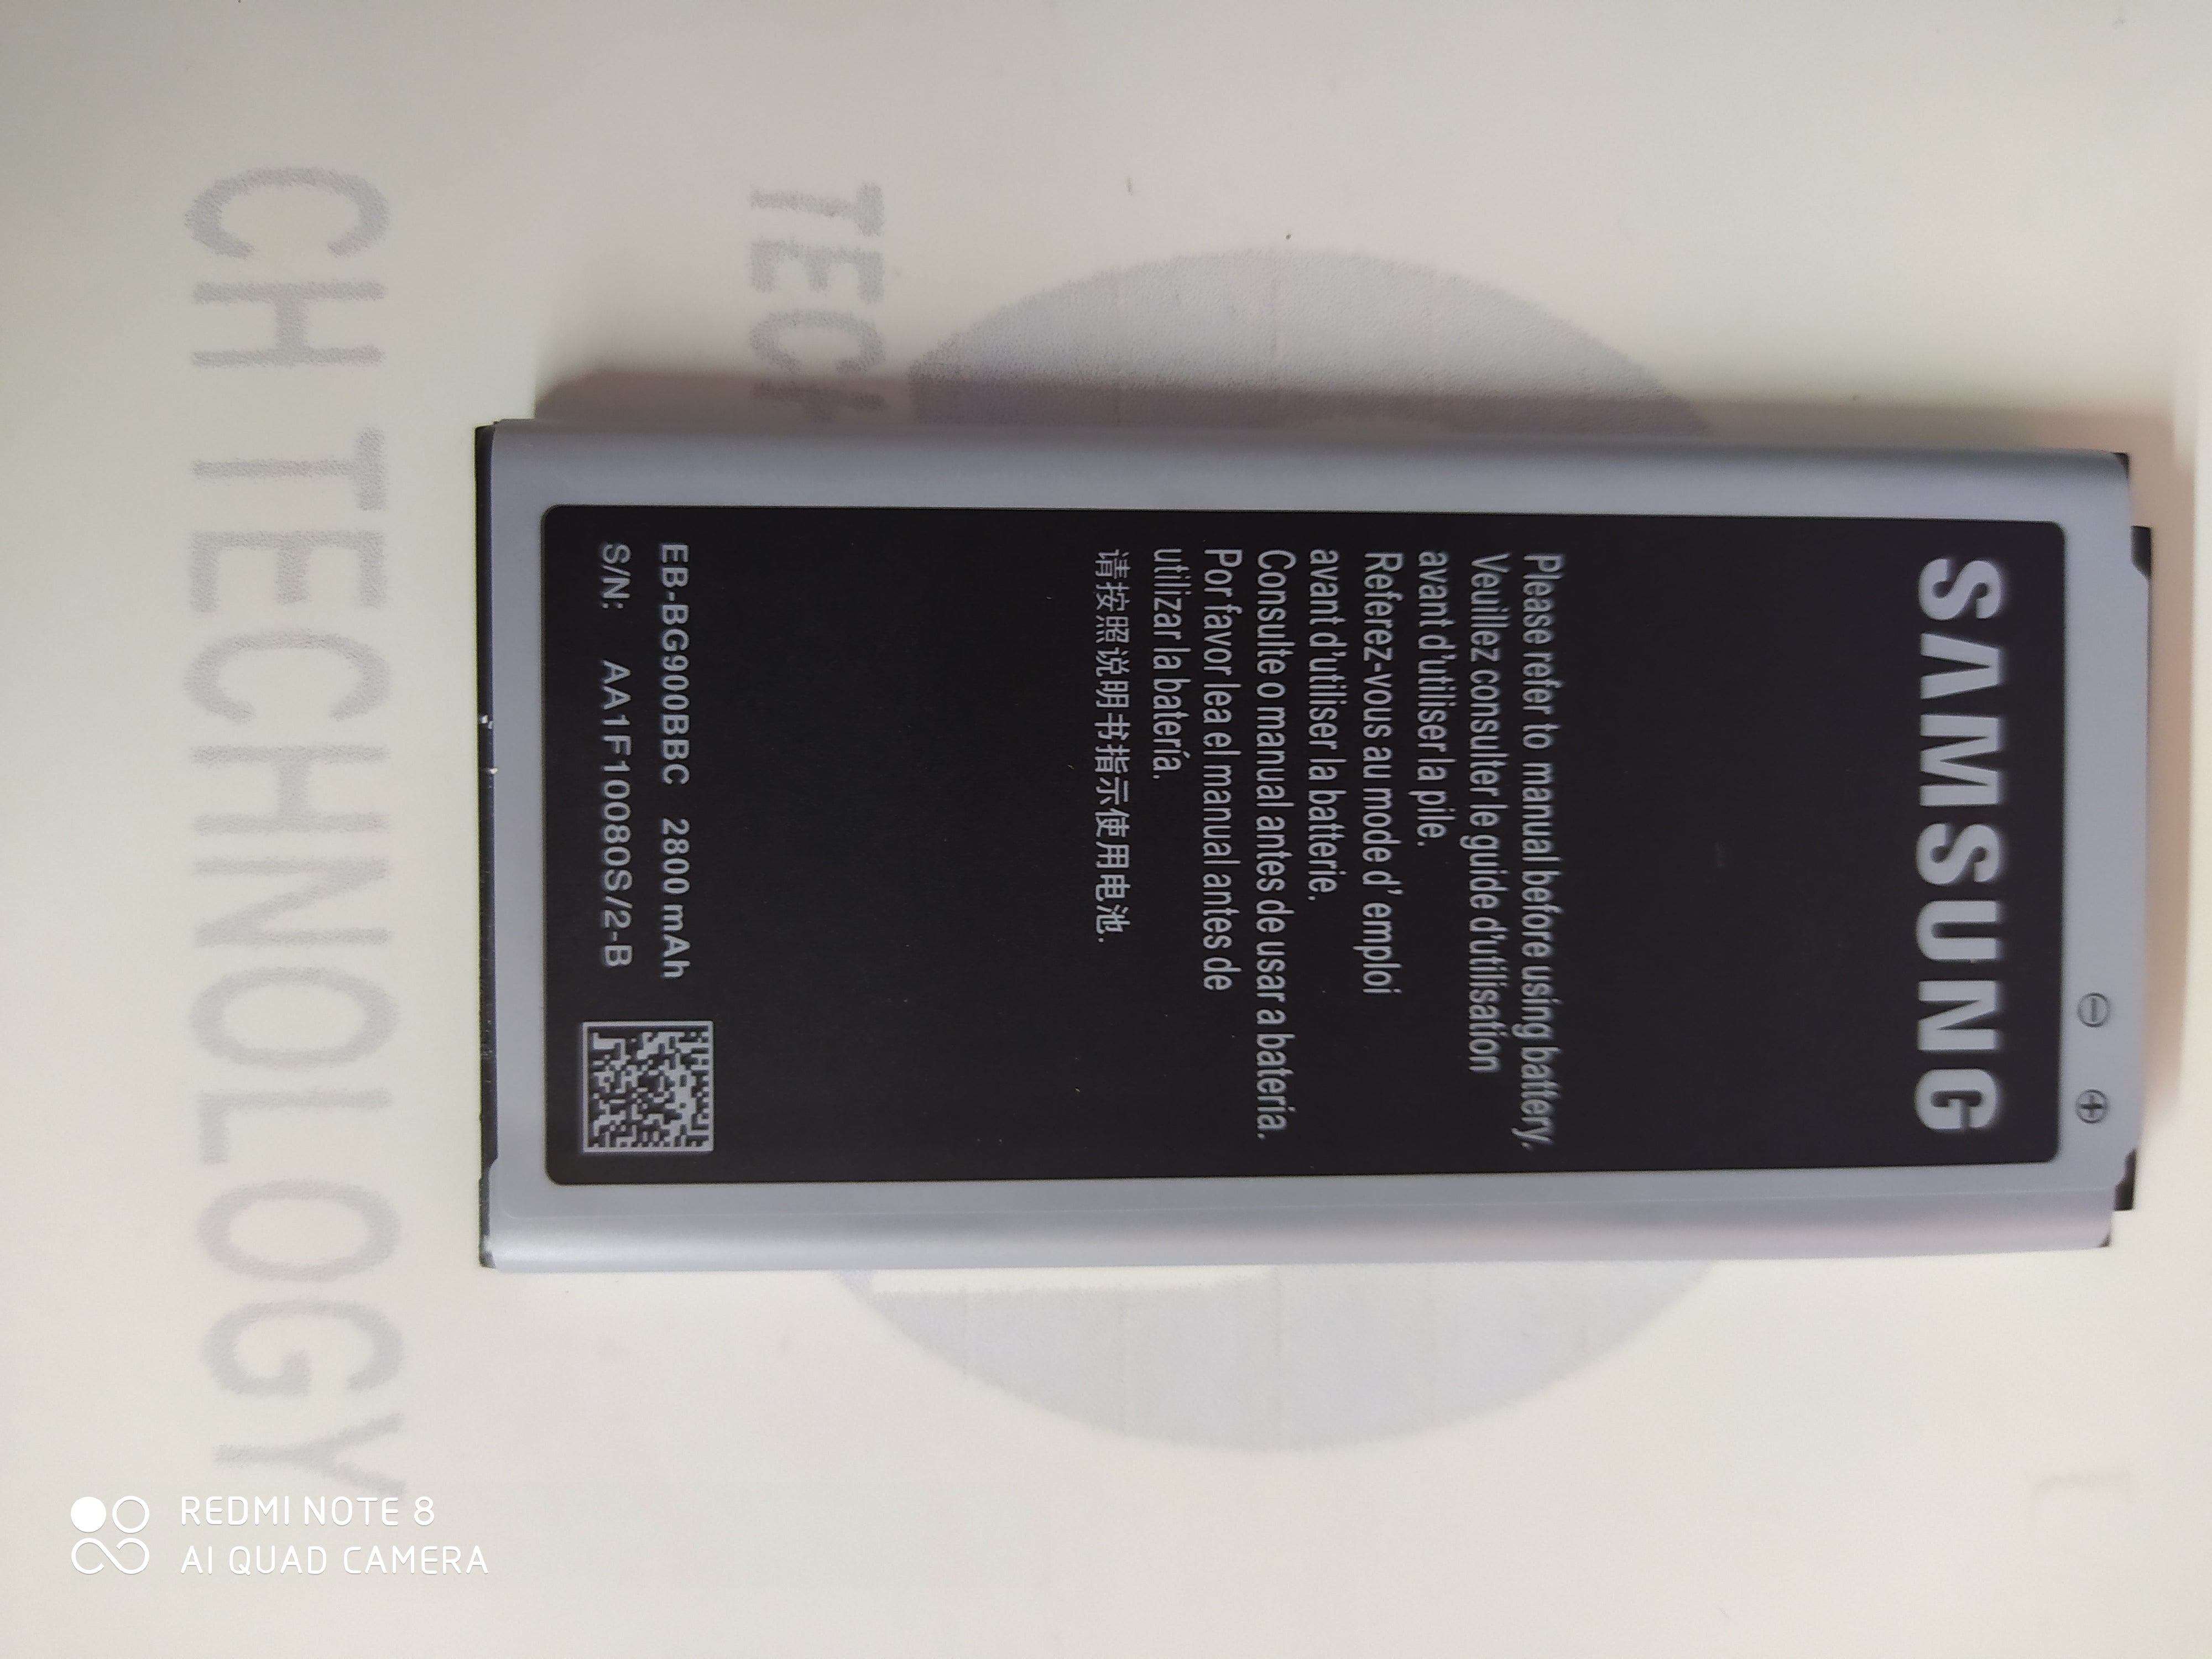 SAMSUNG
Please refer to manual before using battery.
Veuillez consulter le guide d'utilisation
avant d'utiliser la pile.
Referez-vous au mode d' emploi
avant d'utiliser la batterie.
Consulte o manual antes de usar a bateria.
Por favor lea el manual antes de
utilizar la batería.
请按照说明书指示使用电池.
EB-BG900BBC 2800 mAh
S/N: AA1F10080S/2-B
TECH
CH TECHNOLOGY
REDMI NOTE 8
AI QUAD CAMERA